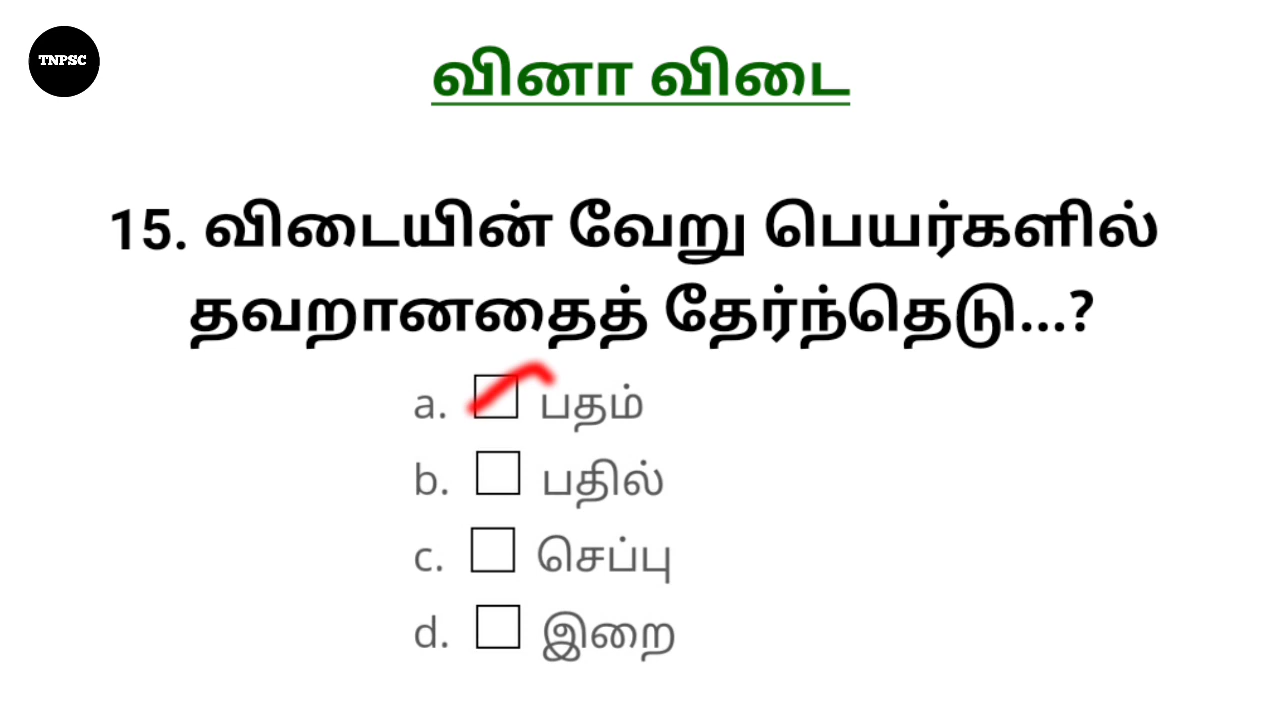 TNPSC
வினா விடை
15. விடையின் வேறு பெயர்களில்
தவறானதைத் தேர்ந்தெடு...?
a. பதம்
b. பதில்
c. செப்பு
d. இறை